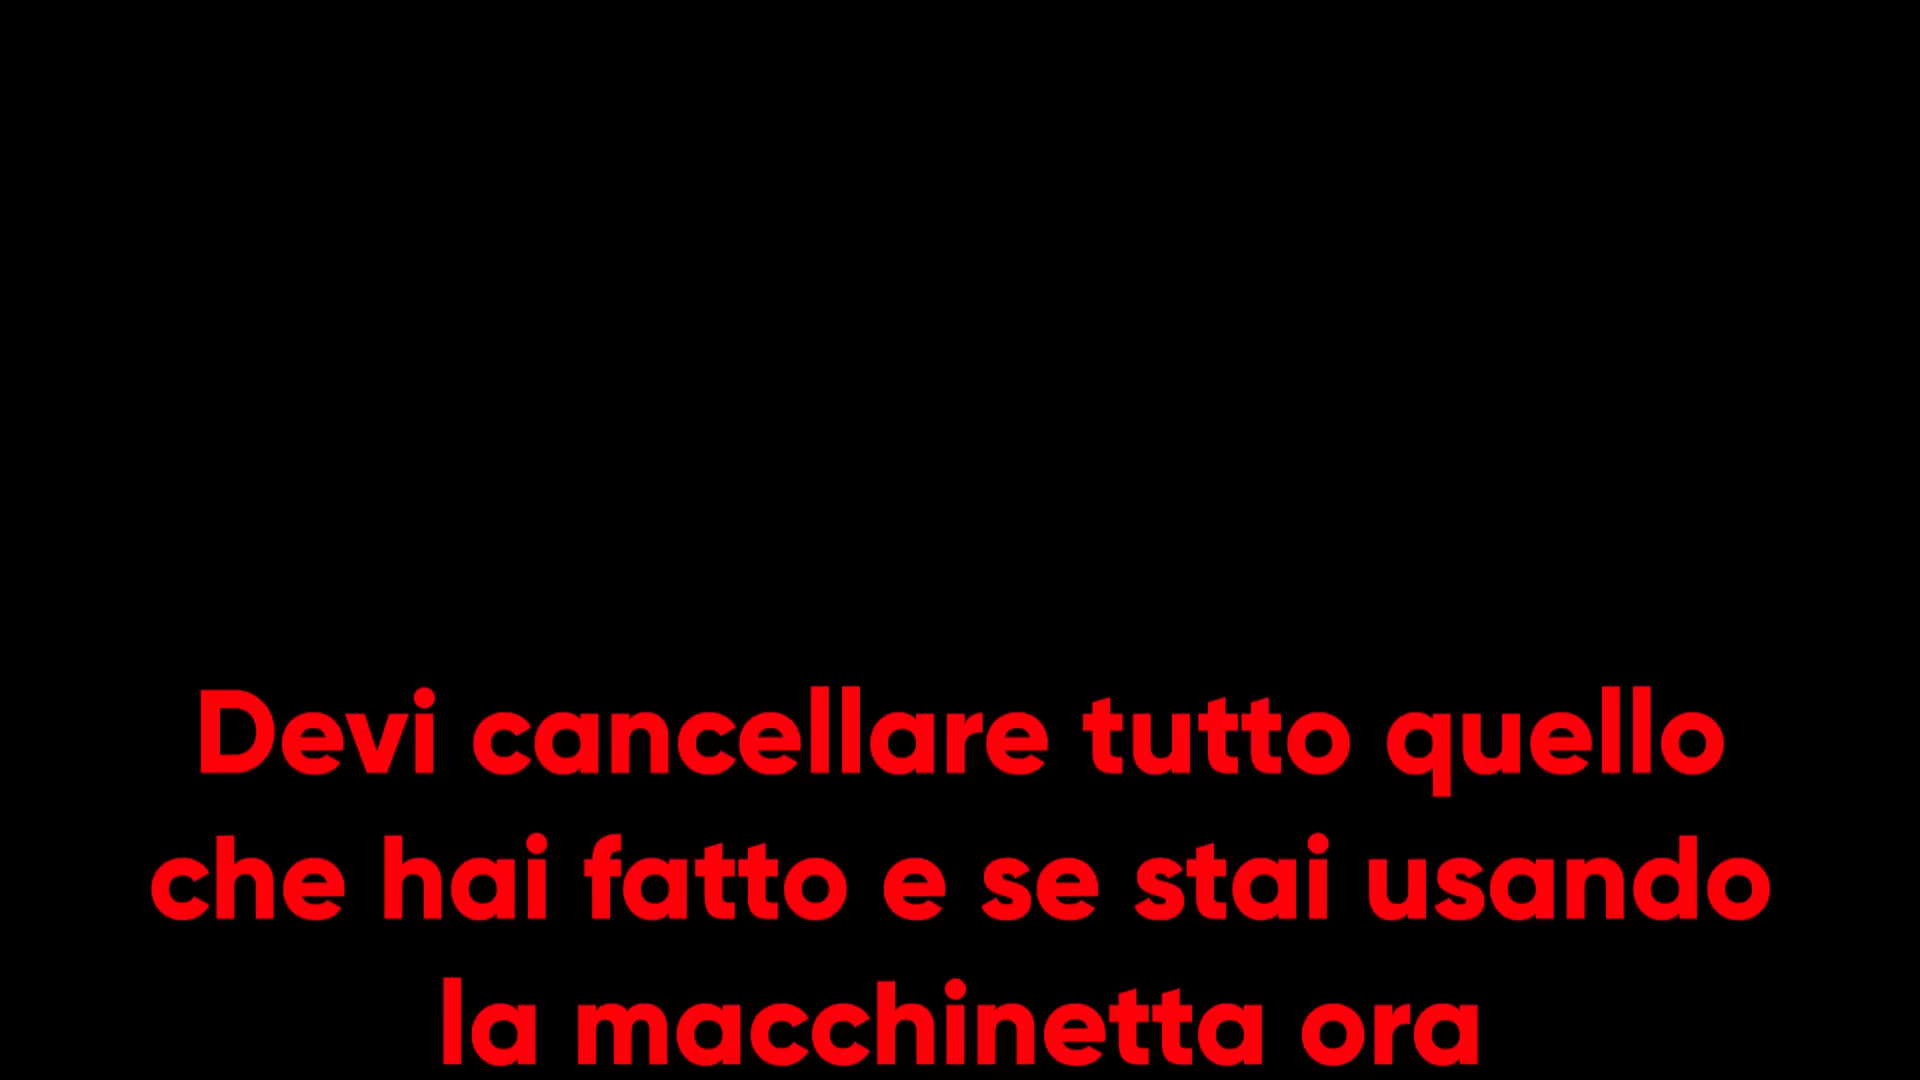 Devi cancellare tutto quello
che hai fatto e se stai usando
la macchinetta ora